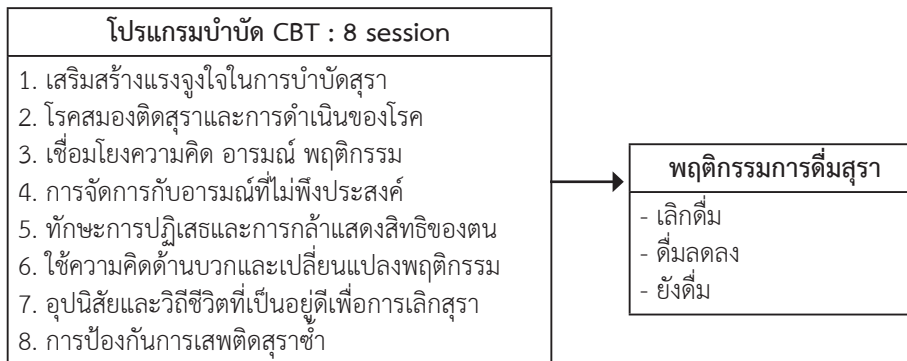 โปรแกรมบำบัด CBT : 8 session
1. เสริมสร้างแรงจูงใจในการบำบัดสุรา
2. โรคสมองติดสุราและการดำเนินของโรค
3. เชื่อมโยงความคิด อารมณ์ พฤติกรรม
4. การจัดการกับอารมณ์ที่ไม่พึงประสงค์
5. ทักษะการปฏิเสธและการกล้าแสดงสิทธิของตน
6. ใช้ความคิดด้านบวกและเปลี่ยนแปลงพฤติกรรม
7. อุปนิสัยและวิถีชีวิตที่เป็นอยู่ดีเพื่อการเลิกสุรา
8. การป้องกันการเสพติดสุราซ้ำ
พฤติกรรมการดื่มสุรา
- เลิกดื่ม
- ดื่มลดลง
- ยังดื่ม